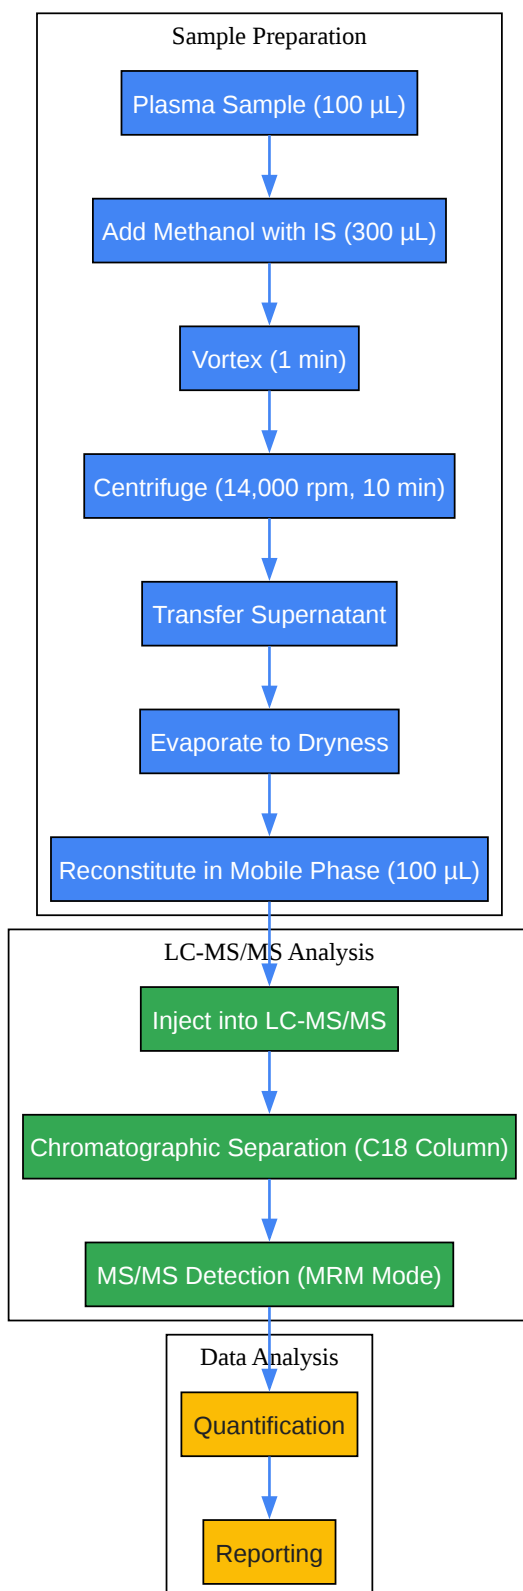 Sample Preparation
Plasma Sample (100 µL)
Add Methanol with IS (300 µL)
Vortex (1 min)
Centrifuge (14,000 rpm, 10 min)
Transfer Supernatant
Evaporate to Dryness
Reconstitute in Mobile Phase (100 µL)
LC-MS/MS Analysis
Inject into LC-MS/MS
Chromatographic Separation (C18 Column)
MS/MS Detection (MRM Mode)
Data Analysis
Quantification
Reporting